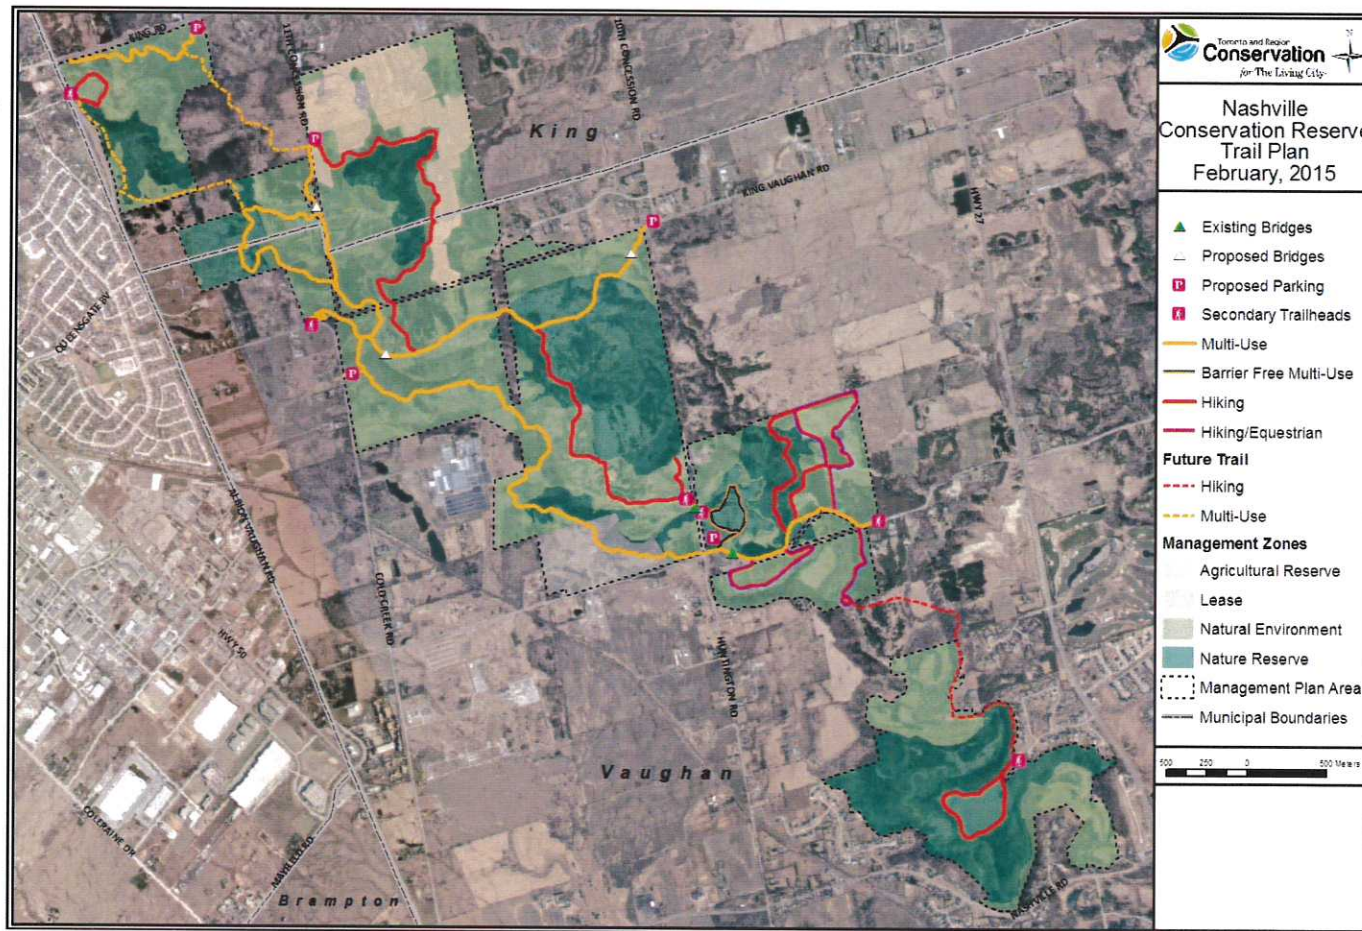 KING RD
11TH CONCESSION RD
10TH CONCESSION RD
King
KING VAUGHAN RD
HWY 27
QUEENSGATE BV
ALBION VAUGHAN RD
COLD CREEK RD
HWY 50
HUNTINGTON RD
Vaughan
COLERAINE DR
MAYFIELD RD
Brampton
NASHVILLE RD
P
P
P
P
P
Toronto and Region
Conservation
for The Living City
N
Nashville
Conservation Reserve
Trail Plan
February, 2015
Existing Bridges
Proposed Bridges
P Proposed Parking
Secondary Trailheads
Multi-Use
Barrier Free Multi-Use
Hiking
Hiking/Equestrian
Future Trail
Hiking
Multi-Use
Management Zones
Agricultural Reserve
Lease
Natural Environment
Nature Reserve
Management Plan Area
Municipal Boundaries
500 250 0 500 Meters